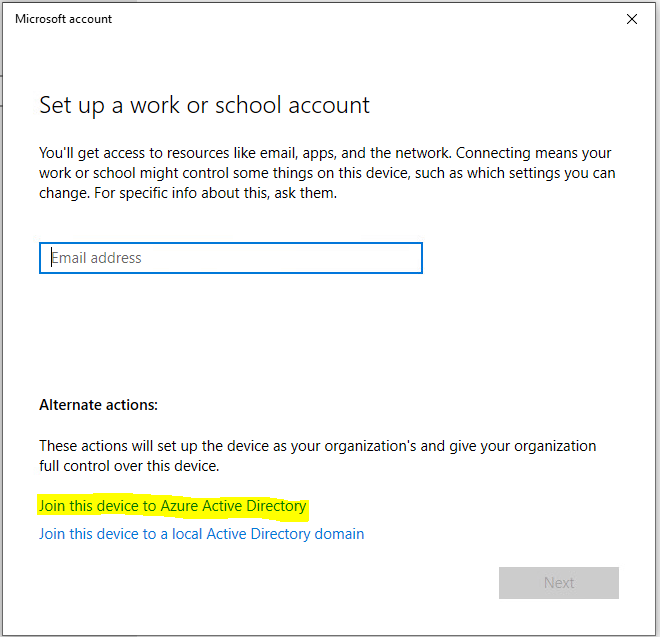 Microsoft account
Set up a work or school account
You'll get access to resources like email, apps, and the network. Connecting means your
work or school might control some things on this device, such as which settings you can
change. For specific info about this, ask them.
Email address
Alternate actions:
These actions will set up the device as your organization's and give your organization
full control over this device.
Join this device to Azure Active Directory
Join this device to a local Active Directory domain
Next